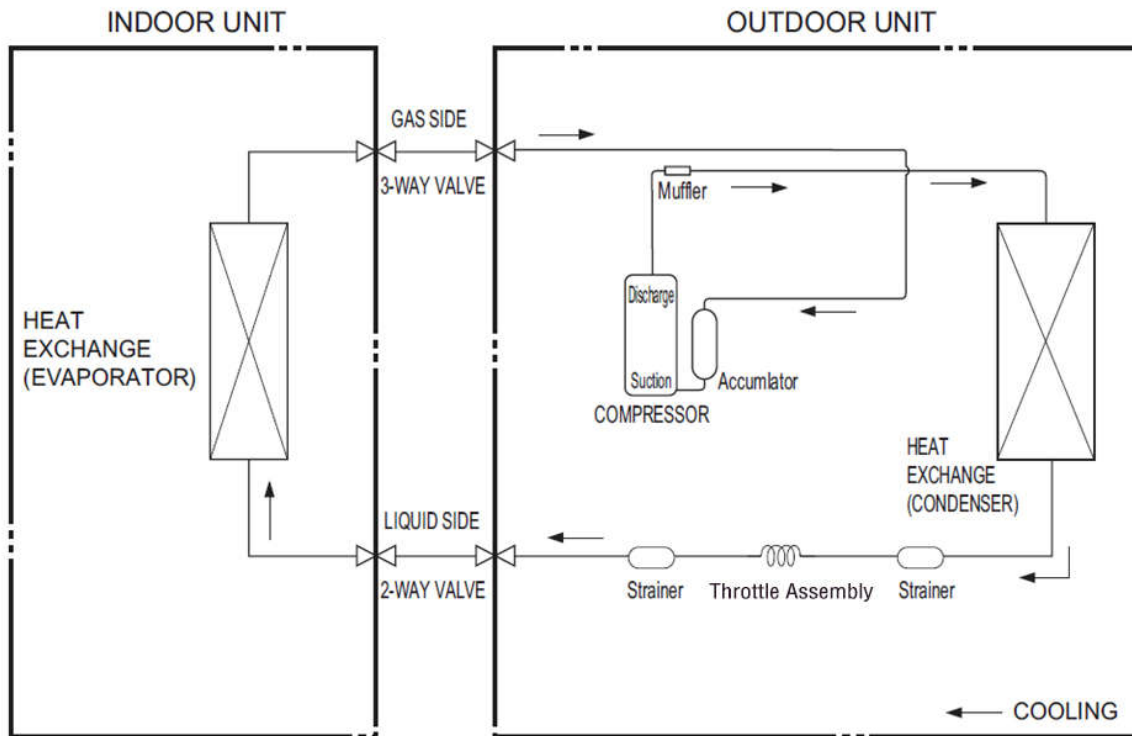 INDOOR UNIT
OUTDOOR UNIT
GAS SIDE
3-WAY VALVE
Muffler
Discharge
Suction
COMPRESSOR
Accumlator
HEAT
EXCHANGE
(EVAPORATOR)
HEAT
EXCHANGE
(CONDENSER)
LIQUID SIDE
2-WAY VALVE
Strainer
Throttle Assembly
Strainer
COOLING